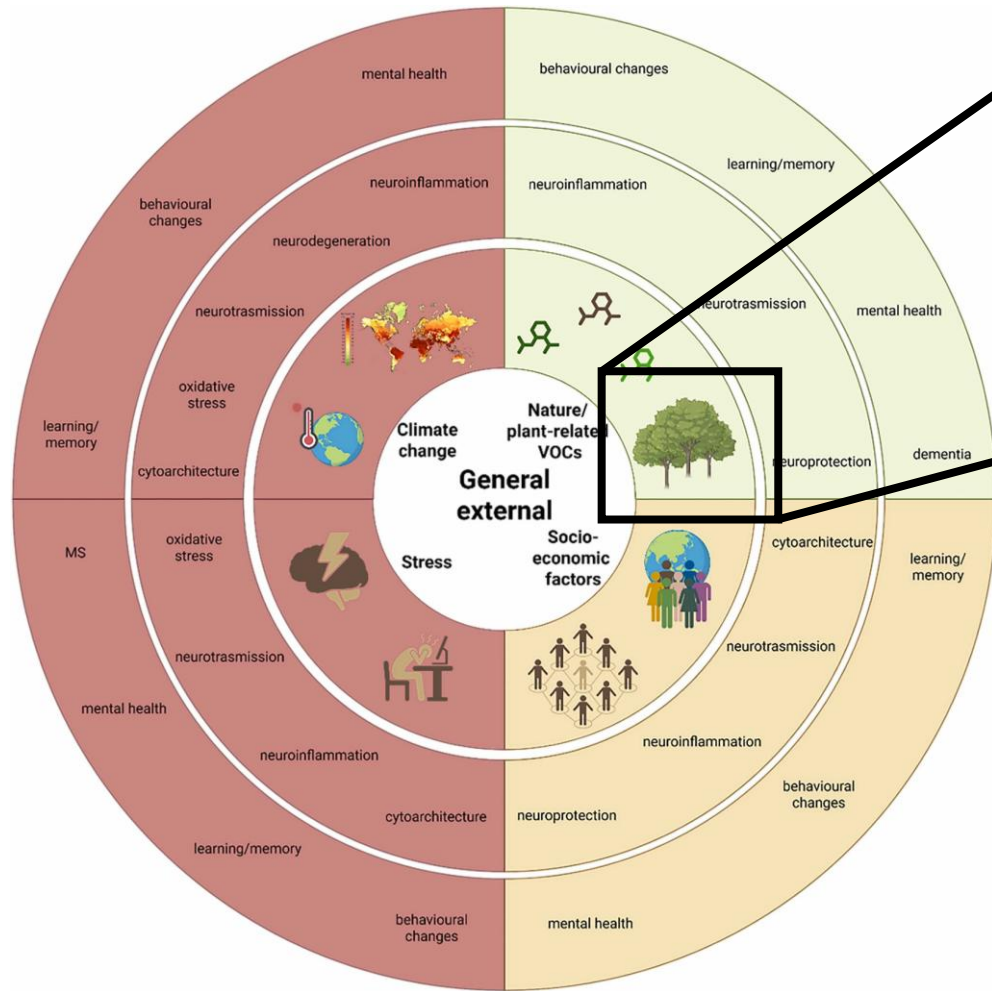 mental health
behavioural changes
learning/memory
neuroinflammation
neuroinflammation
behavioural
changes
neurodegeneration
neurotrasmission
neurotrasmission
mental health
oxidative
stress
learning/
memory
Climate
change
Nature/
plant-related
VOCs
neuroprotection
dementia
cytoarchitecture
General
external
MS
oxidative
stress
Stress
Socio-
economic
factors
cytoarchitecture
learning/
memory
neurotrasmission
neurotrasmission
mental health
neuroinflammation
neuroinflammation
behavioural
changes
cytoarchitecture
neuroprotection
learning/memory
behavioural
changes
mental health